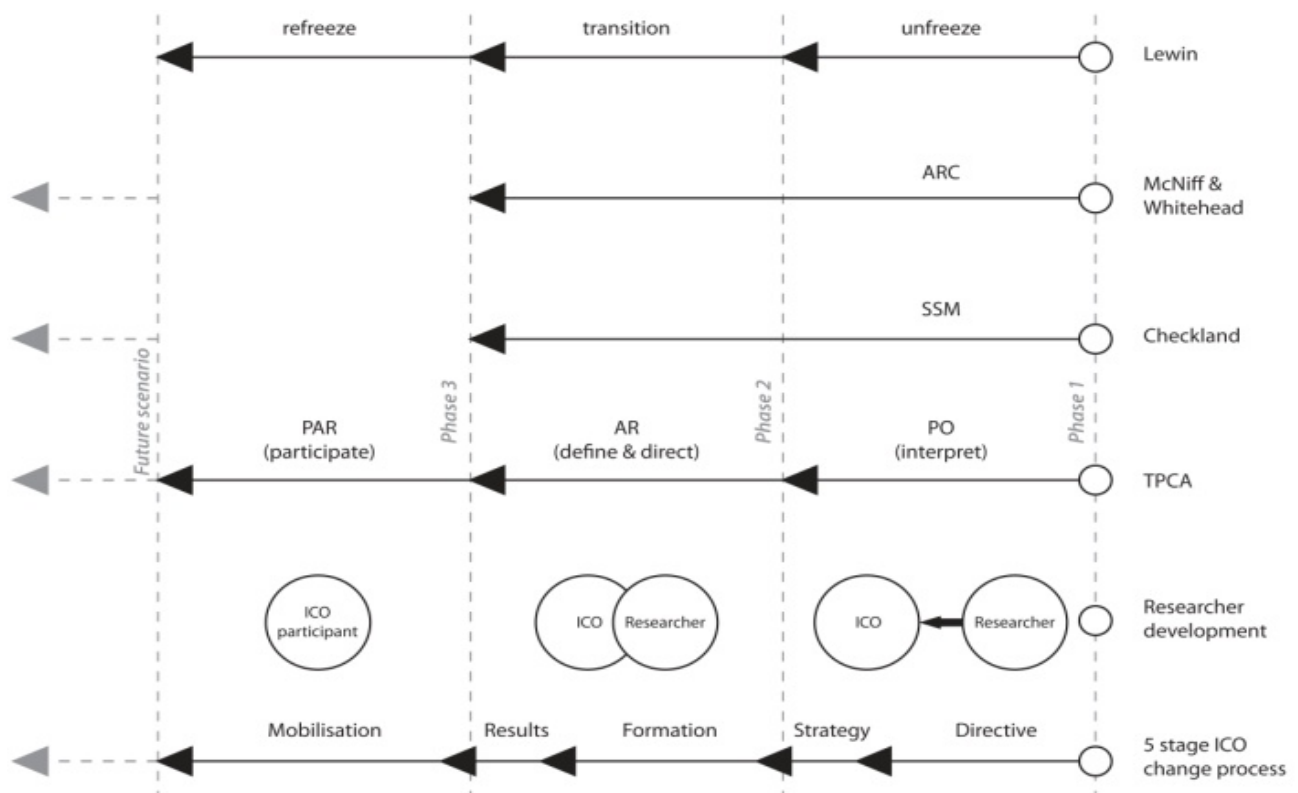 refreeze
transition
unfreeze
Lewin
ARC
McNiff &
Whitehead
SSM
Checkland
Future scenario
Phase 3
Phase 2
Phase 1
PAR
(participate)
AR
(define & direct)
PO
(interpret)
TPCA
ICO
participant
ICO
Researcher
ICO
Researcher
Researcher
development
Mobilisation
Results
Formation
Strategy
Directive
5 stage ICO
change process